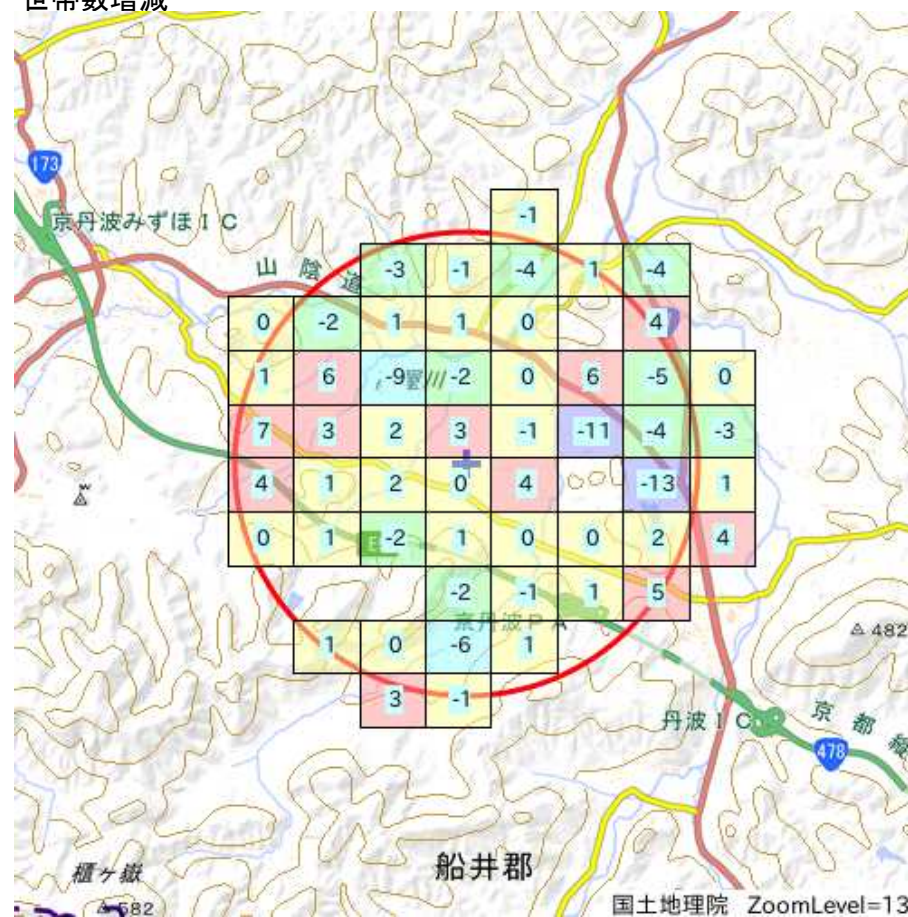 世帯数増減
173
京丹波みずほIC
山陰道
-1
-3 -1 -4 1 -4
0 -2 1 1 0 4
1 6 -9 -2 0 6 -5 0
7 3 2 3 -1 -11 -4 -3
4 1 2 0 4 -13 1
0 1 -2 1 0 0 2 4
-2 -1 1 5
京丹波PA
482
1 0 -6 1
3 -1
丹波IC
京都縦
478
船井郡
櫃ヶ嶽
582
国土地理院 ZoomLevel=13